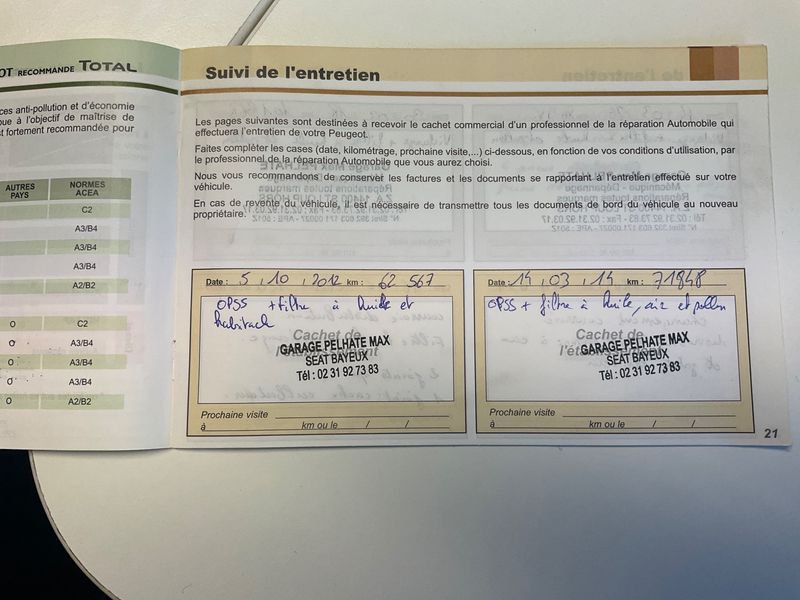 OT RECOMMANDE TOTAL
ces anti-pollution et d'économie
ue à l'objectif de maîtrise de
st fortement recommandée pour
AUTRES PAYS NORMES ACEA
C2
A3/B4
A3/B4
A3/B4
A2/B2
O C2
O A3/B4
O A3/B4
O A3/B4
O A2/B2
Suivi de l'entretien
Les pages suivantes sont destinées à recevoir le cachet commercial d'un professionnel de la réparation Automobile qui
effectuera l'entretien de votre Peugeot.
Faites compléter les cases (date, kilométrage, prochaine visite,...) ci-dessous, en fonction de vos conditions d'utilisation, par
le professionnel de la réparation Automobile que vous aurez choisi.
Nous vous recommandons de conserver les factures et les documents se rapportant à l'entretien effectué sur votre
véhicule.
En cas de revente du véhicule, il est nécessaire de transmettre tous les documents de bord du véhicule au nouveau
propriétaire.
Date : 5 / 10 / 2012 km : 62 567
OPSS + filtre à huile et
habitacl
Cachet de
GARAGE PELHATE MAX
SEAT BAYEUX
Tél : 02 31 92 73 83
Prochaine visite
à km ou le / /
Date : 14 / 03 / 14 km : 71848
OPSS + filtre à huile, air et pollen
Cachet de
GARAGE PELHATE MAX
SEAT BAYEUX
Tél : 02 31 92 73 83
Prochaine visite
à km ou le / /
21